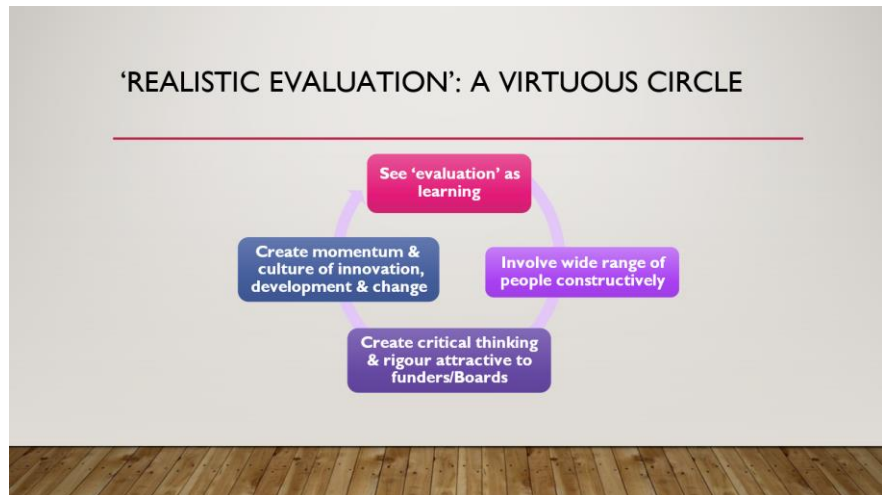 ‘REALISTIC EVALUATION’: A VIRTUOUS CIRCLE
See ‘evaluation’ as
learning
Involve wide range of
people constructively
Create critical thinking
& rigour attractive to
funders/Boards
Create momentum &
culture of innovation,
development & change